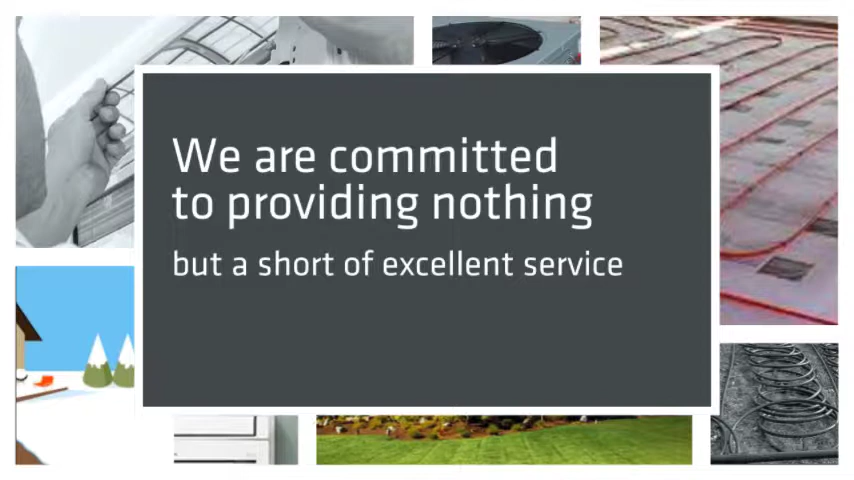 We are committed
to providing nothing
but a short of excellent service